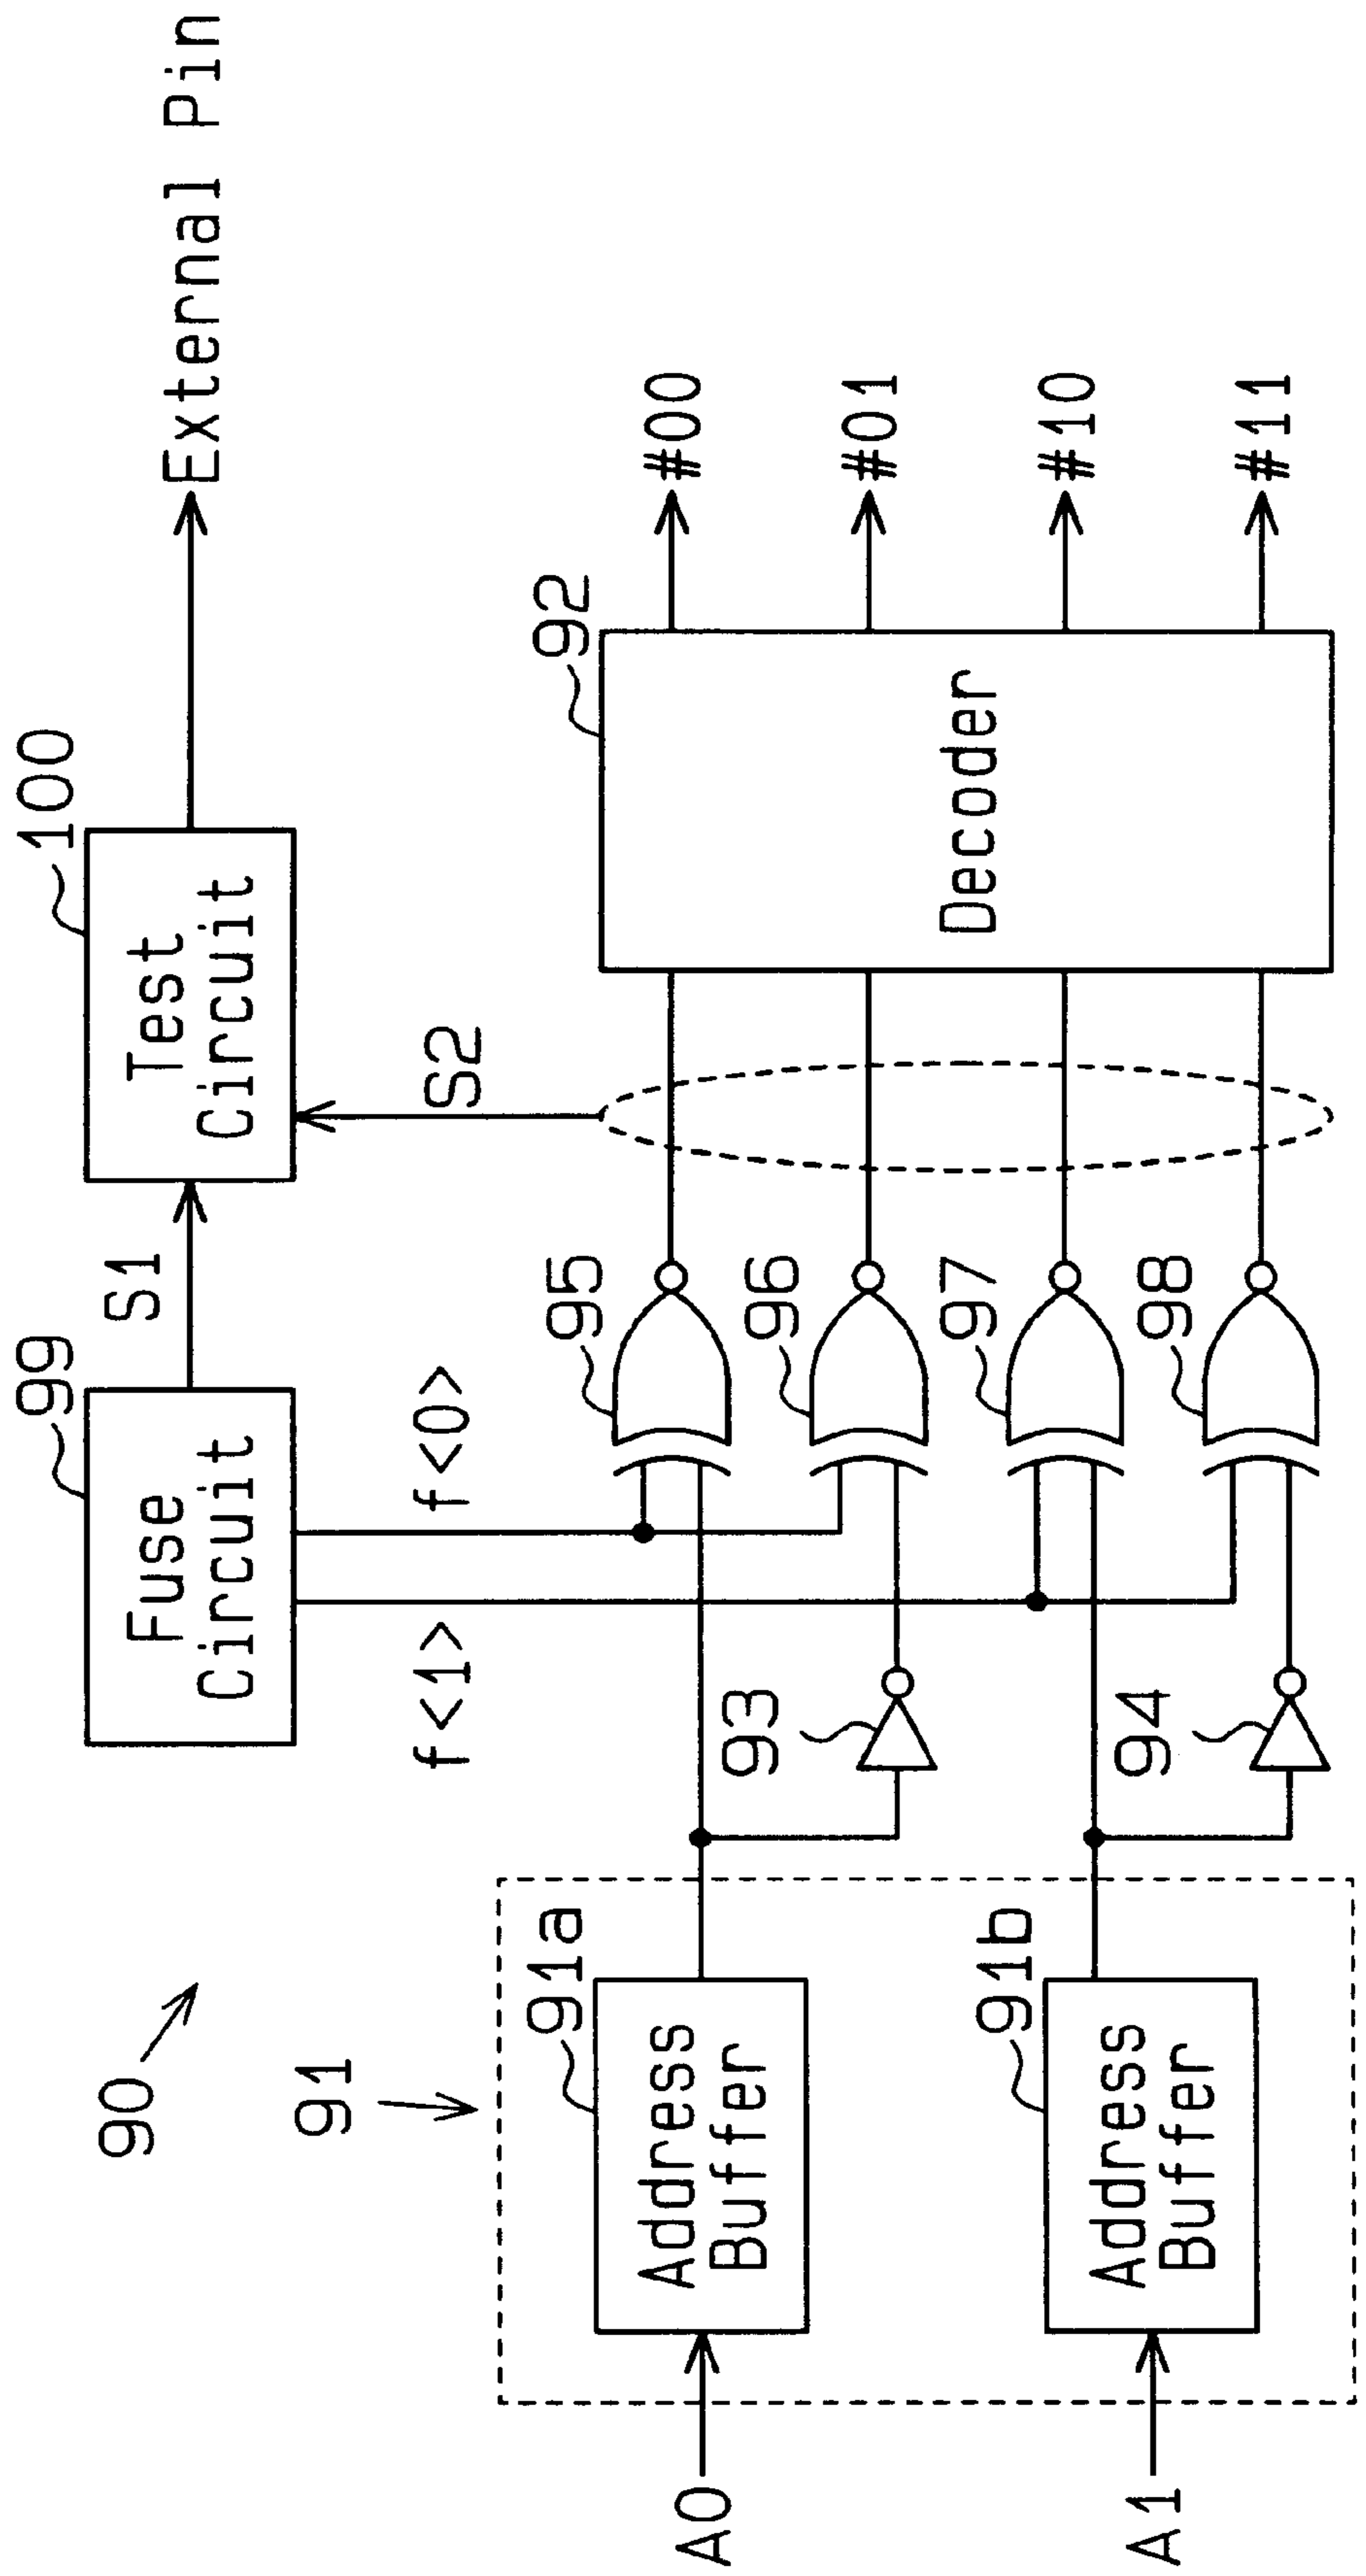 90
99
Fuse
Circuit
S1
100
Test
Circuit
External Pin
91
f<1>
f<0>
S2
91a
Address
Buffer
A0
93
95
96
92
Decoder
#00
#01
91b
Address
Buffer
A1
94
97
98
#10
#11